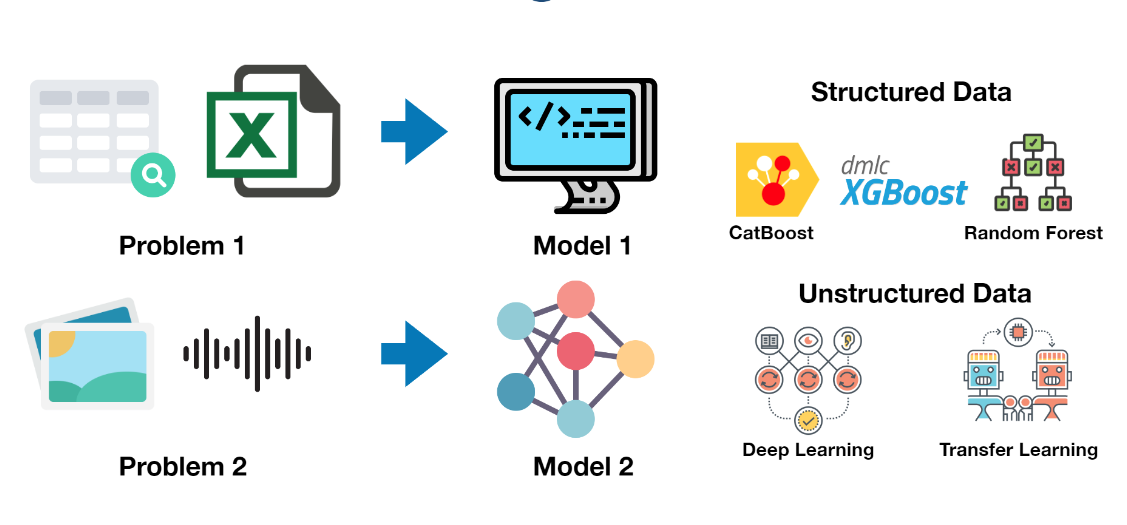 Structured Data
X
</>
dmlc
XGBoost
CatBoost
Random Forest
Problem 1
Model 1
Unstructured Data
Deep Learning
Transfer Learning
Problem 2
Model 2